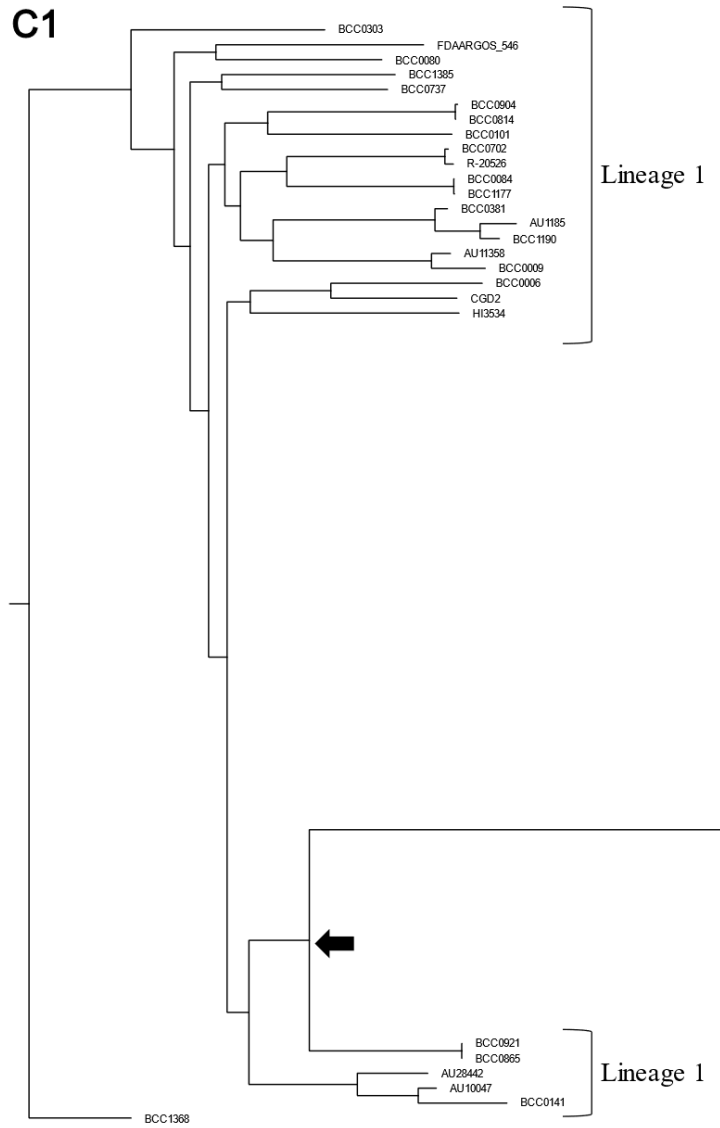 C1
BCC0303
FDAARGOS_546
BCC0080
BCC1385
BCC0737
BCC0904
BCC0814
BCC0101
BCC0702
R-20526
BCC0084
BCC1177
BCC0381
AU1185
BCC1190
AU11358
BCC0009
BCC0006
CGD2
HI3534
Lineage 1
BCC0921
BCC0865
AU28442
AU10047
BCC0141
Lineage 1
BCC1368